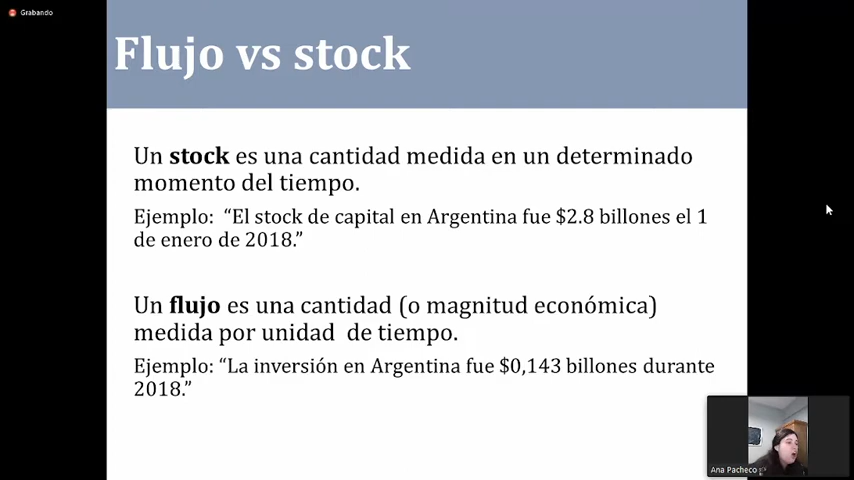 Grabando
Flujo vs stock
Un stock es una cantidad medida en un determinado
momento del tiempo.
Ejemplo: “El stock de capital en Argentina fue $2.8 billones el 1
de enero de 2018.”
Un flujo es una cantidad (o magnitud económica)
medida por unidad de tiempo.
Ejemplo: “La inversión en Argentina fue $0,143 billones durante
2018.”
Ana Pacheco